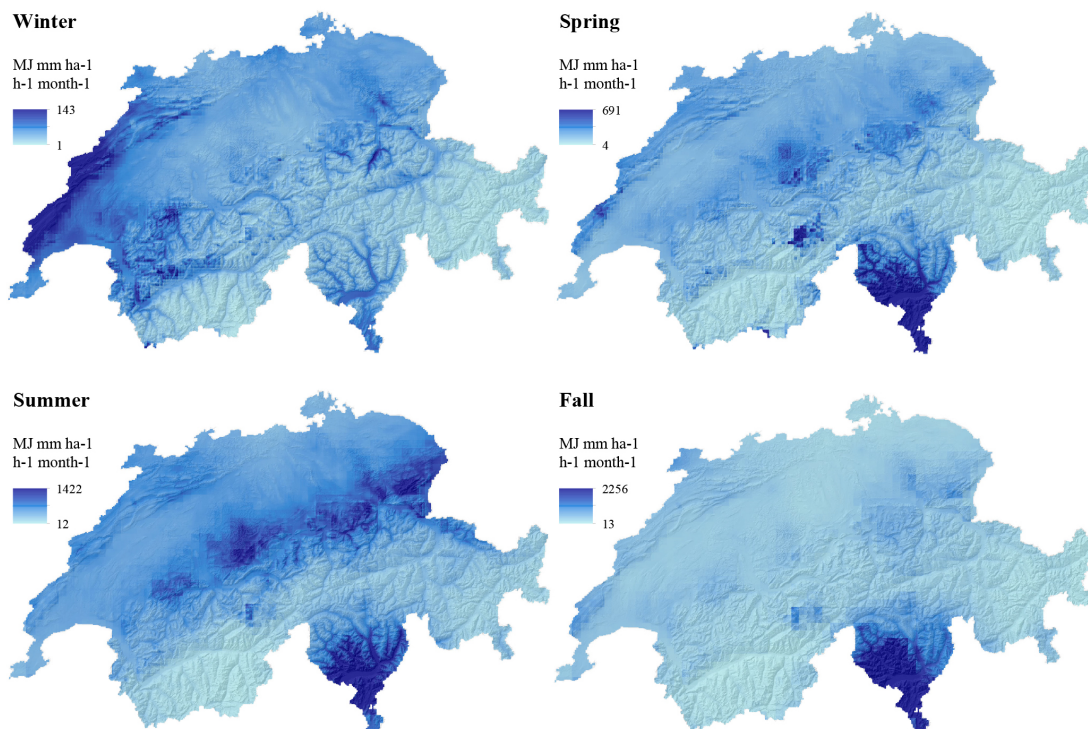 Winter
MJ mm ha-1
h-1 month-1
143
1
Spring
MJ mm ha-1
h-1 month-1
691
4
Summer
MJ mm ha-1
h-1 month-1
1422
12
Fall
MJ mm ha-1
h-1 month-1
2256
13